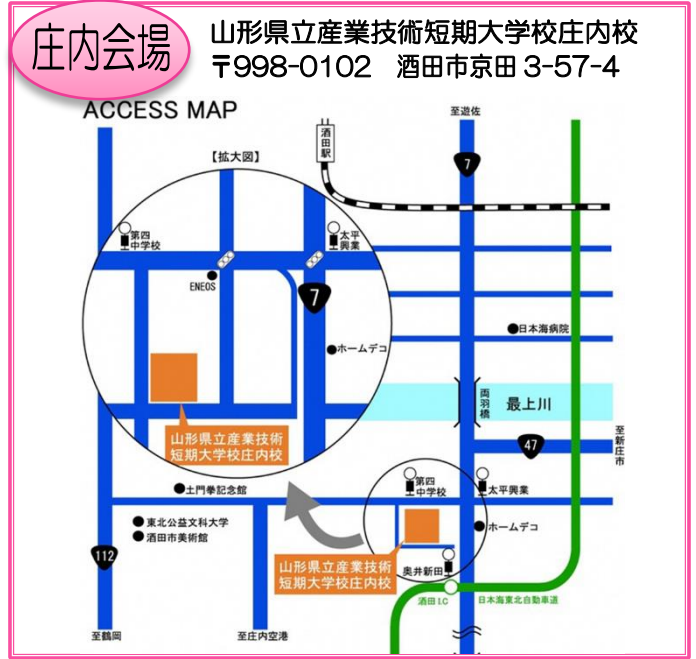 庄内会場
山形県立産業技術短期大学校庄内校
〒998-0102 酒田市京田3-57-4
ACCESS MAP
至遊佐
酒田駅
【拡大図】
7
第四
中学校
太平
興業
ENEOS
7
ホームデコ
日本海病院
両羽橋
最上川
至新庄市
47
山形県立産業技術
短期大学校庄内校
土門拳記念館
第四
中学校
太平興業
東北公益文科大学
酒田市美術館
ホームデコ
112
山形県立産業技術
短期大学校庄内校
奥井新田
酒田I.C
日本海東北自動車道
至鶴岡
至庄内空港